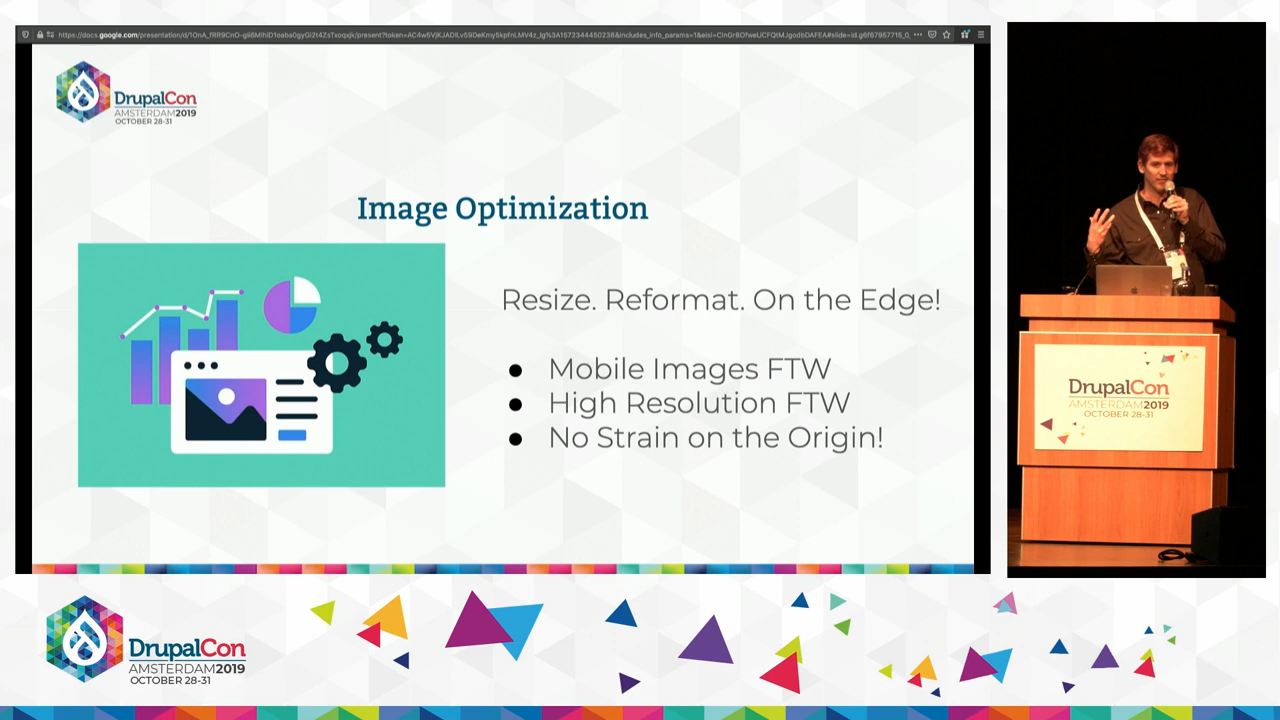 DrupalCon
AMSTERDAM2019
OCTOBER 28-31
Image Optimization
Resize. Reformat. On the Edge!
● Mobile Images FTW
● High Resolution FTW
● No Strain on the Origin!
DrupalCon
AMSTERDAM2019
OCTOBER 28-31
DrupalCon
AMSTERDAM2019
OCTOBER 28-31